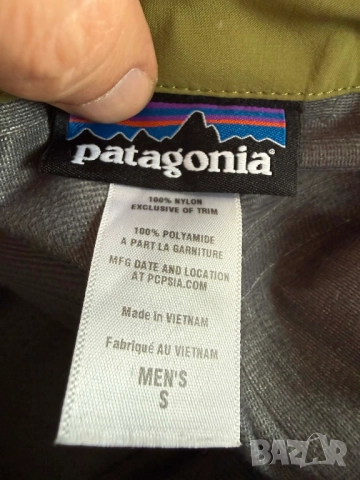 patagonia
100% NYLON
EXCLUSIVE OF TRIM
100% POLYAMIDE
A PART LA GARNITURE
MFG DATE AND LOCATION
AT PCPSIA.COM
Made in VIETNAM
Fabriqué AU VIETNAM
MEN'S
S
BAZAR